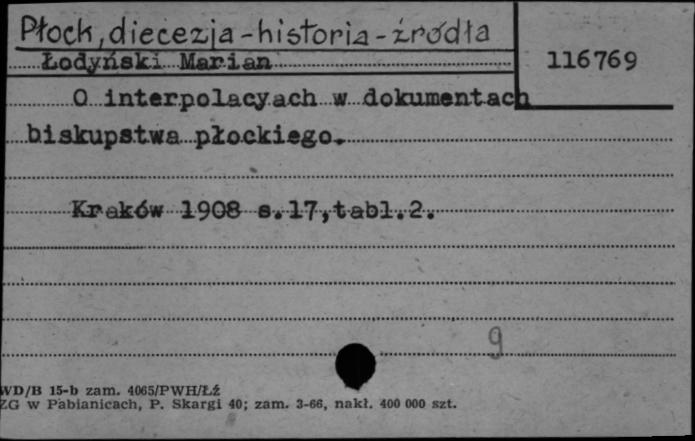 Płock, diecezja - historia - źródła
Łodyński Marian
116769
O interpolacyach w dokumentach
biskupstwa płockiego.
Kraków 1908 s.17,tabl.2.
9
WD/B 15-b zam. 4065/PWH/Łź
ZG w Pabianicach, P. Skargi 40; zam. 3-66, nakł. 400 000 szt.